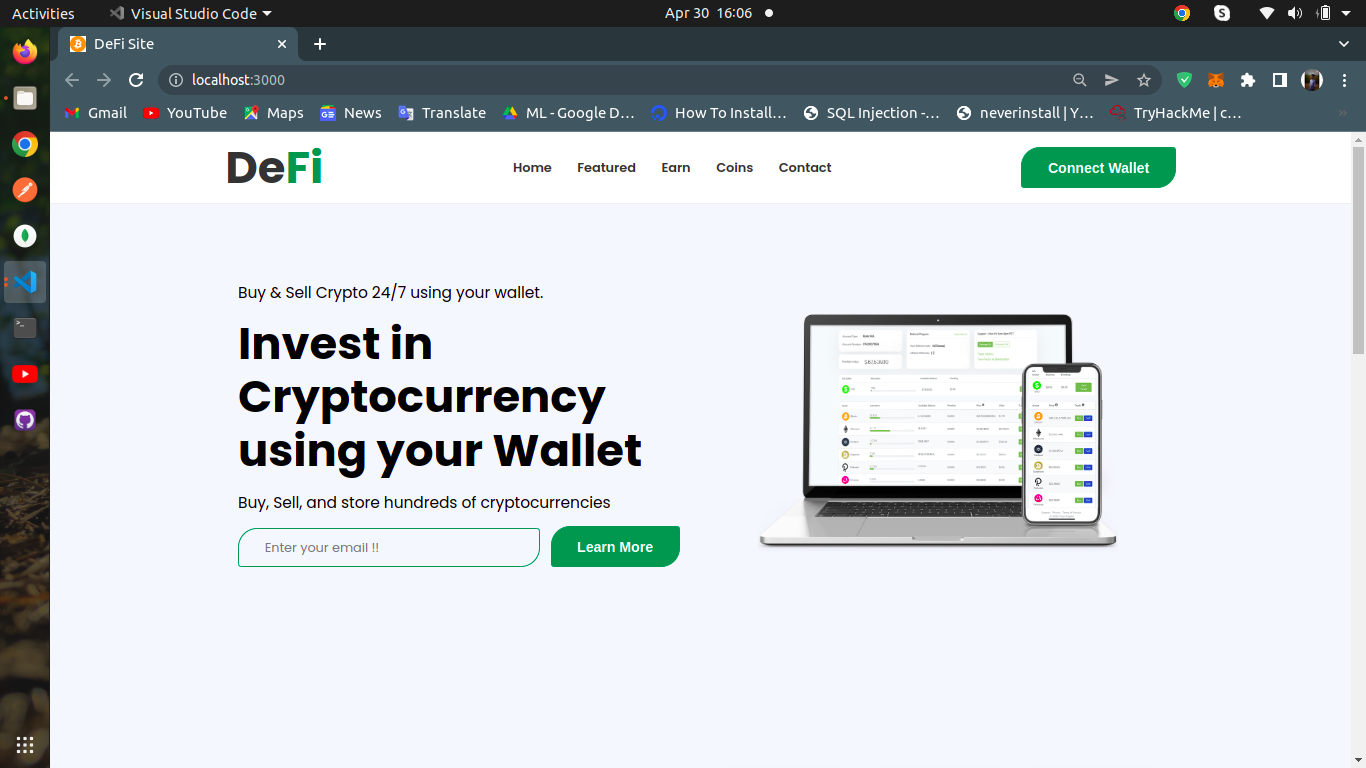 Activities
Visual Studio Code
Apr 30 16:06
DeFi Site
localhost:3000
Gmail
YouTube
Maps
News
Translate
ML - Google D…
How To Install…
SQL Injection -…
neverinstall | Y…
TryHackMe | c…
DeFi
Home
Featured
Earn
Coins
Contact
Connect Wallet
Buy & Sell Crypto 24/7 using your wallet.
Invest in
Cryptocurrency
using your Wallet
Buy, Sell, and store hundreds of cryptocurrencies
Enter your email !!
Learn More